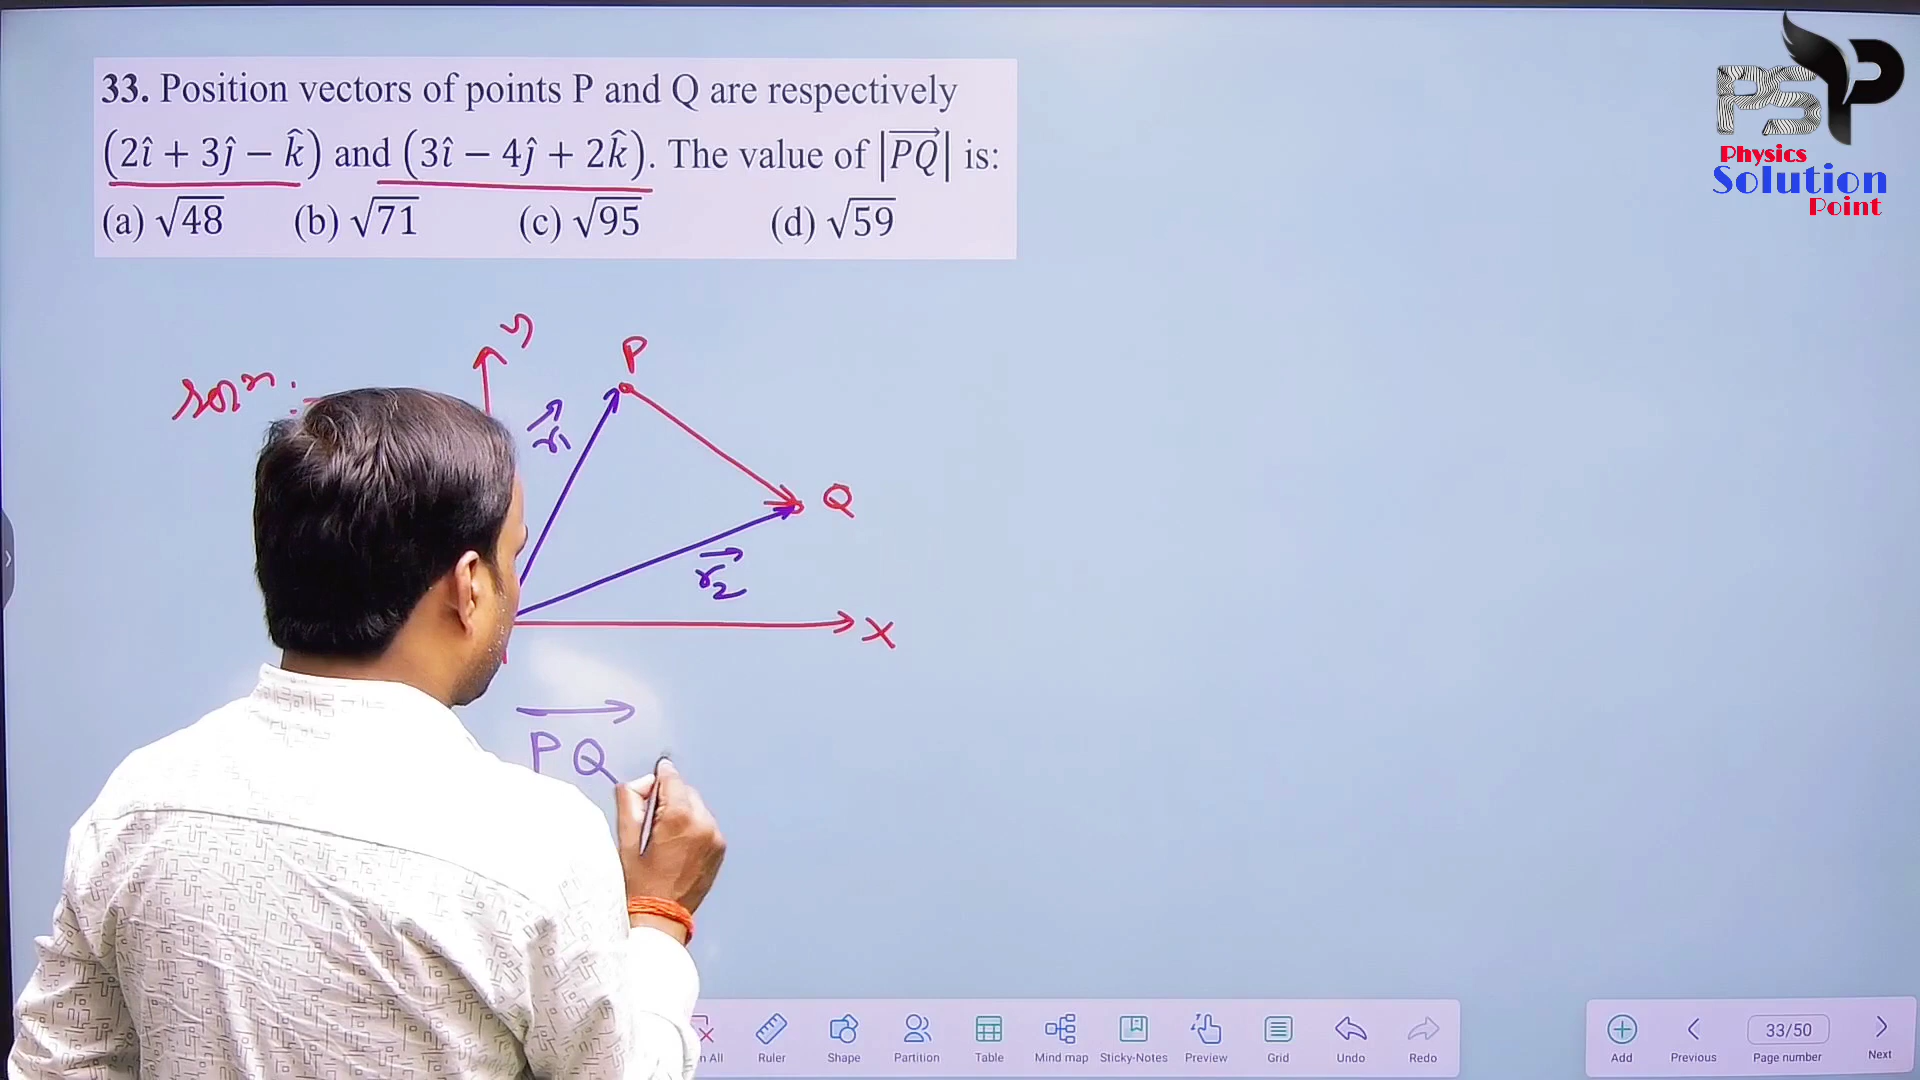 33. Position vectors of points P and Q are respectively
(2î + 3ĵ − k̂) and (3î − 4ĵ + 2k̂). The value of |PQ⃗| is:
(a) √48 (b) √71 (c) √95 (d) √59
PSP
Physics
Solution
Point
y
P
Solⁿ:
r⃗₁
Q
r⃗₂
X
PQ⃗
All
Ruler
Shape
Partition
Table
Mind map
Sticky-Notes
Preview
Grid
Undo
Redo
Add
Previous
33/50
Page number
Next